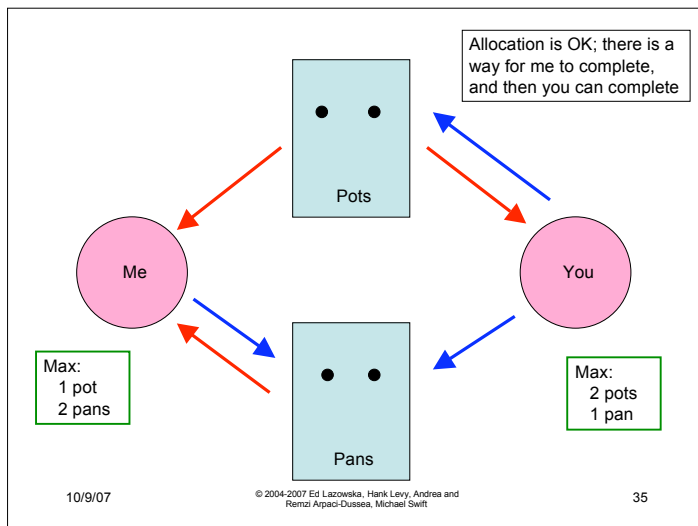 Allocation is OK; there is a
way for me to complete,
and then you can complete
Pots
Me
You
Max:
1 pot
2 pans
Max:
2 pots
1 pan
Pans
10/9/07
© 2004-2007 Ed Lazowska, Hank Levy, Andrea and
Remzi Arpaci-Dussea, Michael Swift
35